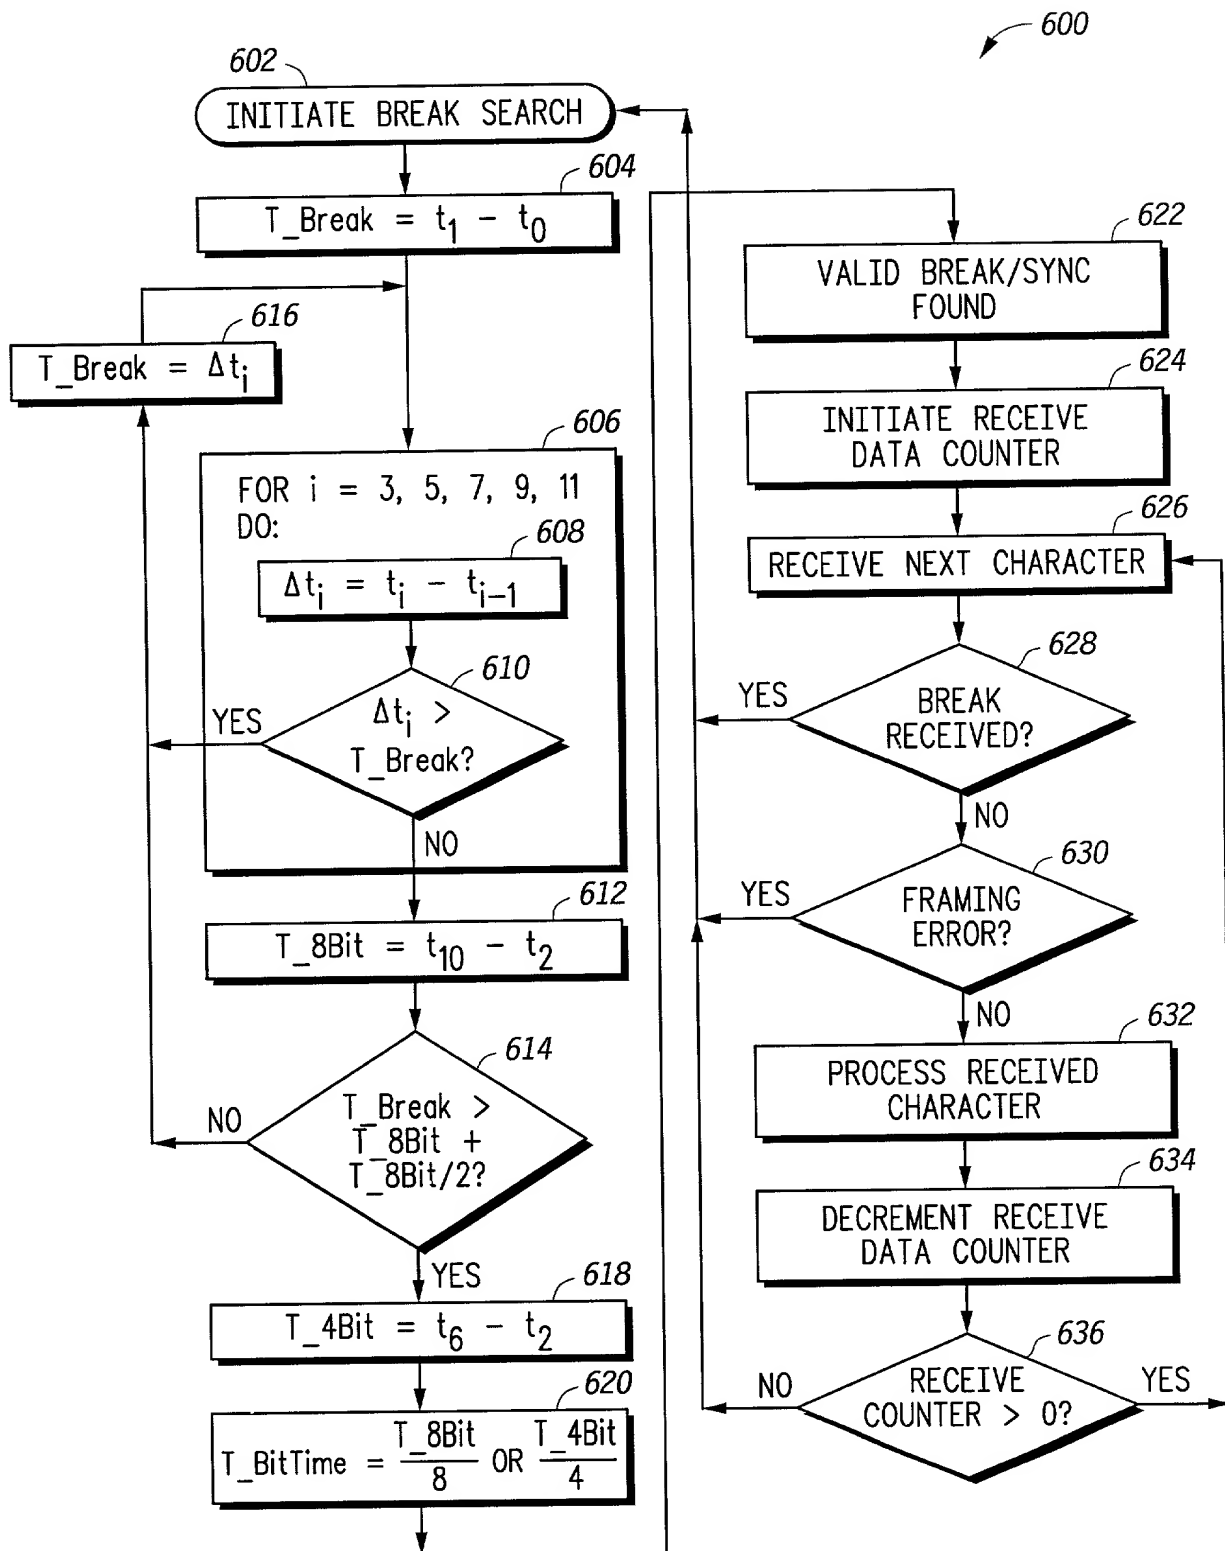 600
602
INITIATE BREAK SEARCH
604
T_Break = t1 - t0
616
T_Break = Δti
606
FOR i = 3, 5, 7, 9, 11
DO:
608
Δti = ti - ti-1
610
Δti >
T_Break?
YES
NO
612
T_8Bit = t10 - t2
614
T_Break >
T_8Bit +
T_8Bit/2?
NO
YES
618
T_4Bit = t6 - t2
620
T_BitTime = T_8Bit/8 OR T_4Bit/4
622
VALID BREAK/SYNC
FOUND
624
INITIATE RECEIVE
DATA COUNTER
626
RECEIVE NEXT CHARACTER
628
BREAK
RECEIVED?
YES
NO
630
FRAMING
ERROR?
YES
NO
632
PROCESS RECEIVED
CHARACTER
634
DECREMENT RECEIVE
DATA COUNTER
636
RECEIVE
COUNTER > 0?
NO
YES